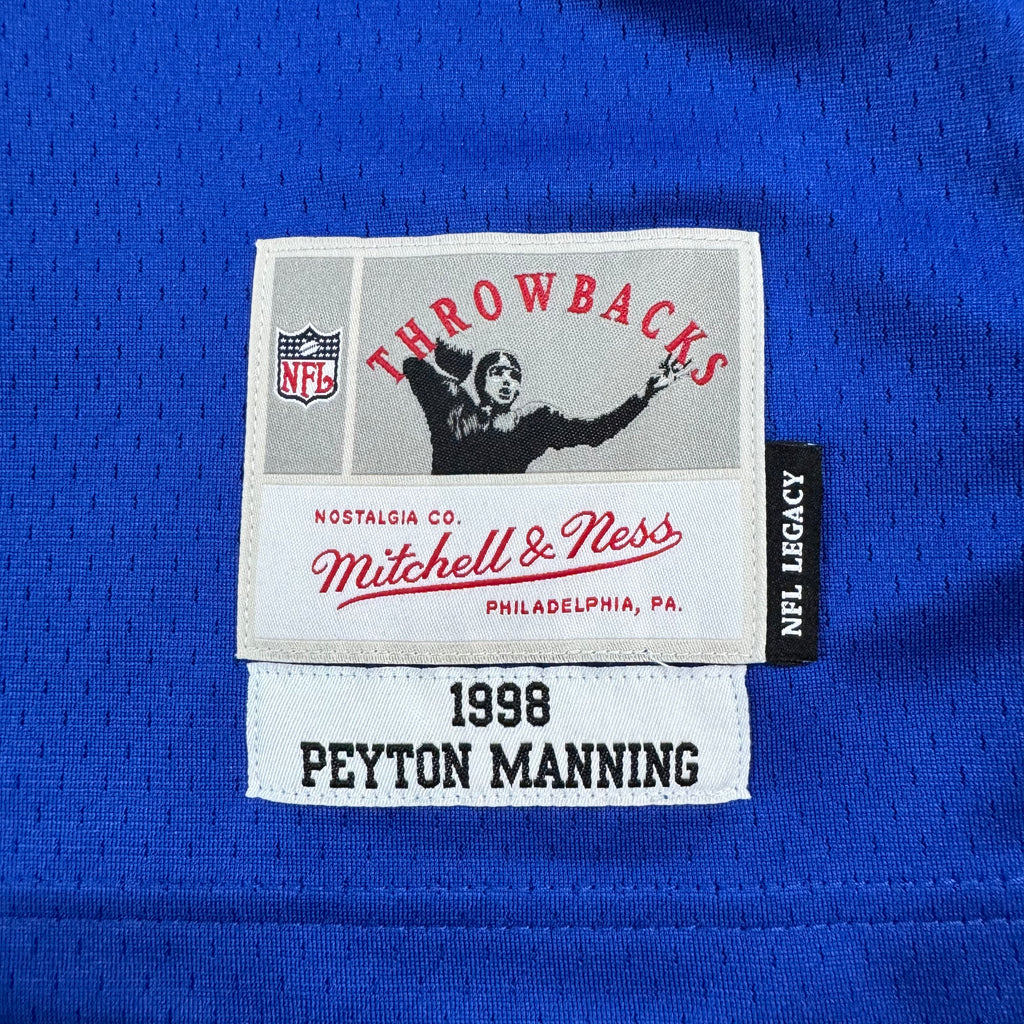 THROWBACKS
NFL
NOSTALGIA CO.
Mitchell & Ness
PHILADELPHIA, PA.
NFL LEGACY
1998
PEYTON MANNING